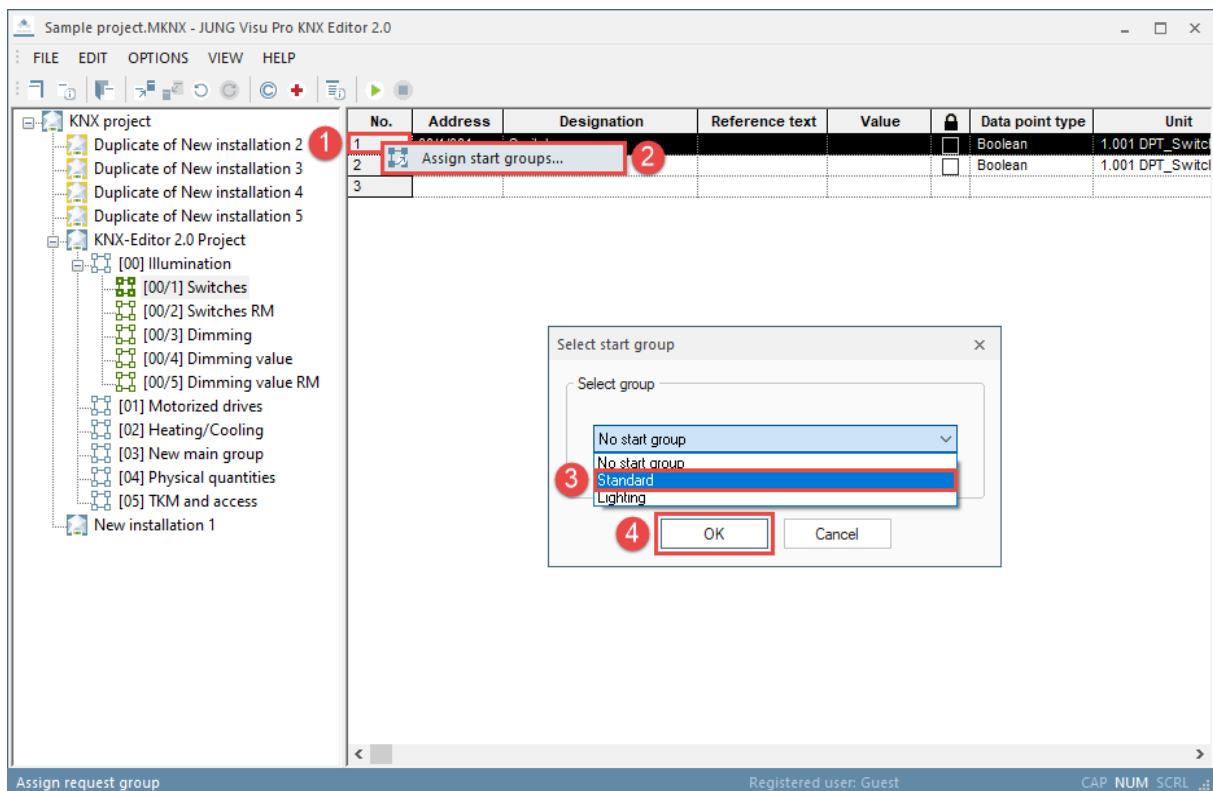 Sample project.MKNX - JUNG Visu Pro KNX Editor 2.0
FILE EDIT OPTIONS VIEW HELP
KNX project
Duplicate of New installation 2
Duplicate of New installation 3
Duplicate of New installation 4
Duplicate of New installation 5
KNX-Editor 2.0 Project
[00] Illumination
[00/1] Switches
[00/2] Switches RM
[00/3] Dimming
[00/4] Dimming value
[00/5] Dimming value RM
[01] Motorized drives
[02] Heating/Cooling
[03] New main group
[04] Physical quantities
[05] TKM and access
New installation 1
No. Address Designation Reference text Value Data point type Unit
1 1 Boolean 1.001 DPT_Switc
Assign start groups... 2
2 Boolean 1.001 DPT_Switc
3
Select start group
Select group
No start group
No start group
3 Standard
Lighting
4 OK Cancel
Assign request group Registered user: Guest CAP NUM SCRL